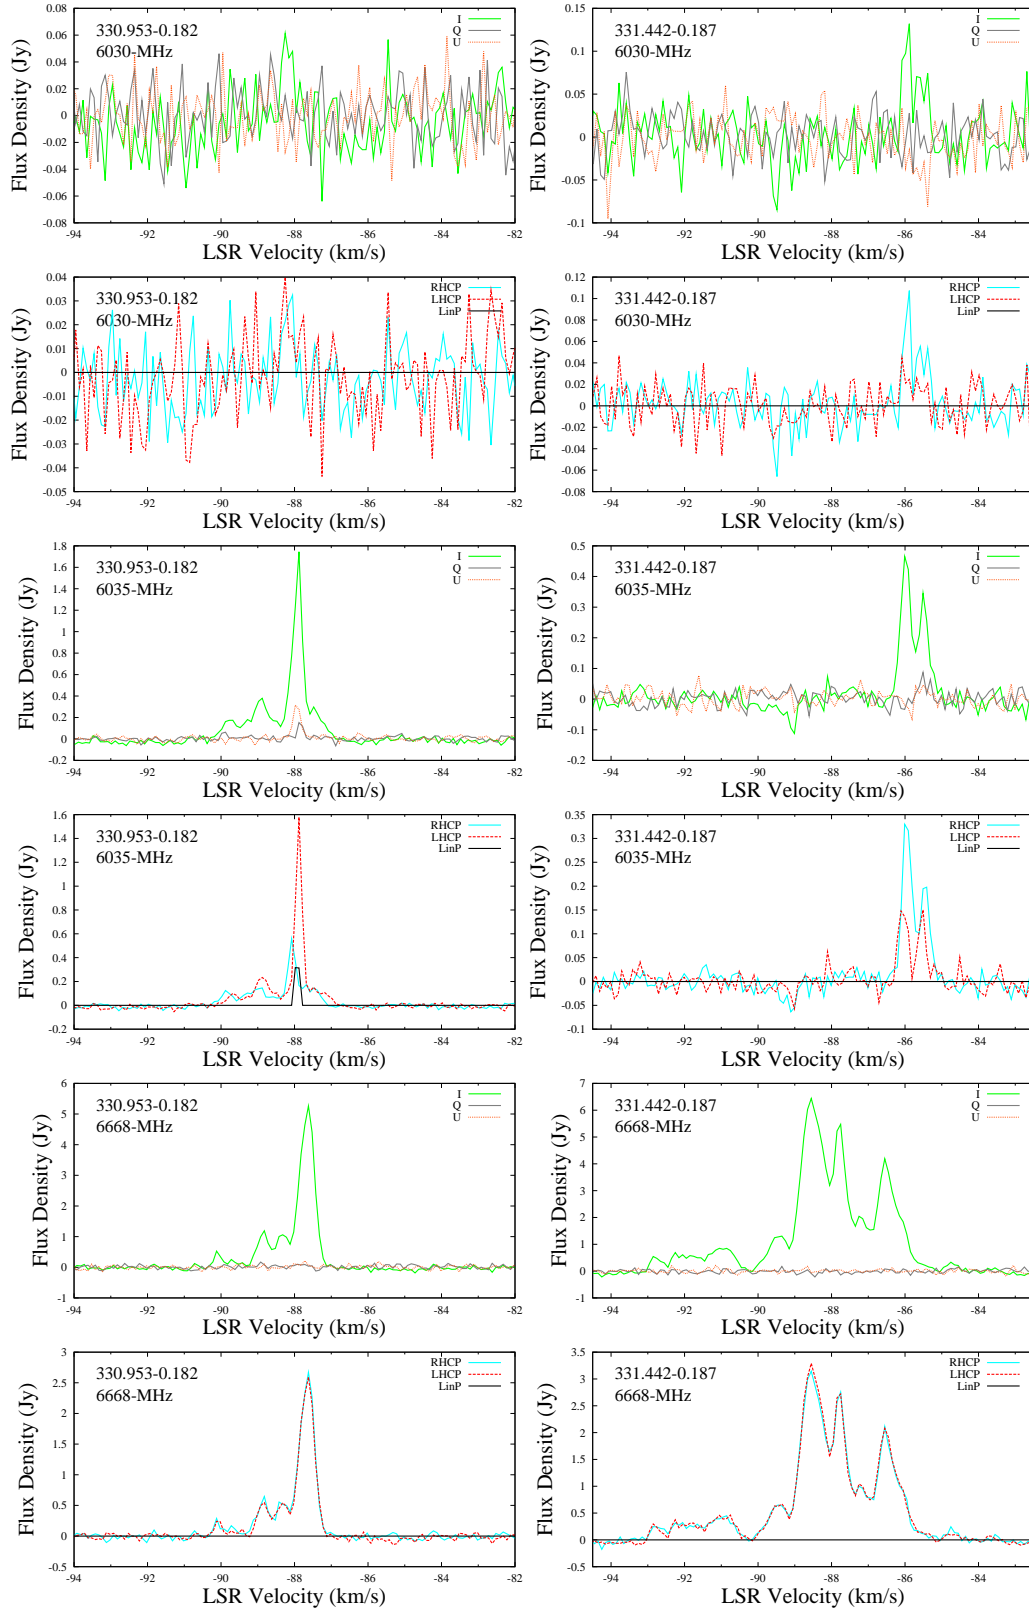 330.953-0.182
6030-MHz
I
Q
U
0.08
0.06
0.04
0.02
0
-0.02
-0.04
-0.06
-0.08
Flux Density (Jy)
-94 -92 -90 -88 -86 -84 -82
LSR Velocity (km/s)
331.442-0.187
6030-MHz
I
Q
U
0.15
0.1
0.05
0
-0.05
-0.1
Flux Density (Jy)
-94 -92 -90 -88 -86 -84
LSR Velocity (km/s)
330.953-0.182
6030-MHz
RHCP
LHCP
LinP
0.04
0.03
0.02
0.01
0
-0.01
-0.02
-0.03
-0.04
-0.05
Flux Density (Jy)
-94 -92 -90 -88 -86 -84 -82
LSR Velocity (km/s)
331.442-0.187
6030-MHz
RHCP
LHCP
LinP
0.12
0.1
0.08
0.06
0.04
0.02
0
-0.02
-0.04
-0.06
-0.08
Flux Density (Jy)
-94 -92 -90 -88 -86 -84
LSR Velocity (km/s)
330.953-0.182
6035-MHz
I
Q
U
1.8
1.6
1.4
1.2
1
0.8
0.6
0.4
0.2
0
-0.2
Flux Density (Jy)
-94 -92 -90 -88 -86 -84 -82
LSR Velocity (km/s)
331.442-0.187
6035-MHz
I
Q
U
0.5
0.4
0.3
0.2
0.1
0
-0.1
-0.2
Flux Density (Jy)
-94 -92 -90 -88 -86 -84
LSR Velocity (km/s)
330.953-0.182
6035-MHz
RHCP
LHCP
LinP
1.6
1.4
1.2
1
0.8
0.6
0.4
0.2
0
-0.2
Flux Density (Jy)
-94 -92 -90 -88 -86 -84 -82
LSR Velocity (km/s)
331.442-0.187
6035-MHz
RHCP
LHCP
LinP
0.35
0.3
0.25
0.2
0.15
0.1
0.05
0
-0.05
-0.1
Flux Density (Jy)
-94 -92 -90 -88 -86 -84
LSR Velocity (km/s)
330.953-0.182
6668-MHz
I
Q
U
6
5
4
3
2
1
0
-1
Flux Density (Jy)
-94 -92 -90 -88 -86 -84 -82
LSR Velocity (km/s)
331.442-0.187
6668-MHz
I
Q
U
7
6
5
4
3
2
1
0
-1
Flux Density (Jy)
-94 -92 -90 -88 -86 -84
LSR Velocity (km/s)
330.953-0.182
6668-MHz
RHCP
LHCP
LinP
3
2.5
2
1.5
1
0.5
0
-0.5
Flux Density (Jy)
-94 -92 -90 -88 -86 -84 -82
LSR Velocity (km/s)
331.442-0.187
6668-MHz
RHCP
LHCP
LinP
3.5
3
2.5
2
1.5
1
0.5
0
-0.5
Flux Density (Jy)
-94 -92 -90 -88 -86 -84
LSR Velocity (km/s)